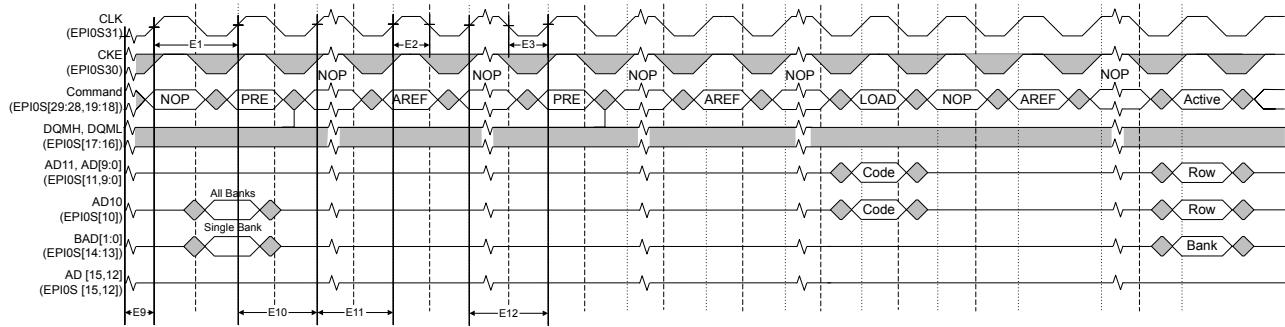 CLK
(EPI0S31)
E1
E2
E3
CKE
(EPI0S30)
NOP
NOP
NOP
NOP
NOP
Command
(EPI0S[29:28,19:18])
NOP
PRE
AREF
PRE
AREF
LOAD
NOP
AREF
Active
DQMH, DQML
(EPI0S[17:16])
AD11, AD[9:0]
(EPI0S[11,9:0]
Code
Row
All Banks
AD10
(EPI0S[10])
Code
Row
Single Bank
BAD[1:0]
(EPI0S[14:13])
Bank
AD [15,12]
(EPI0S [15,12])
E9
E10
E11
E12